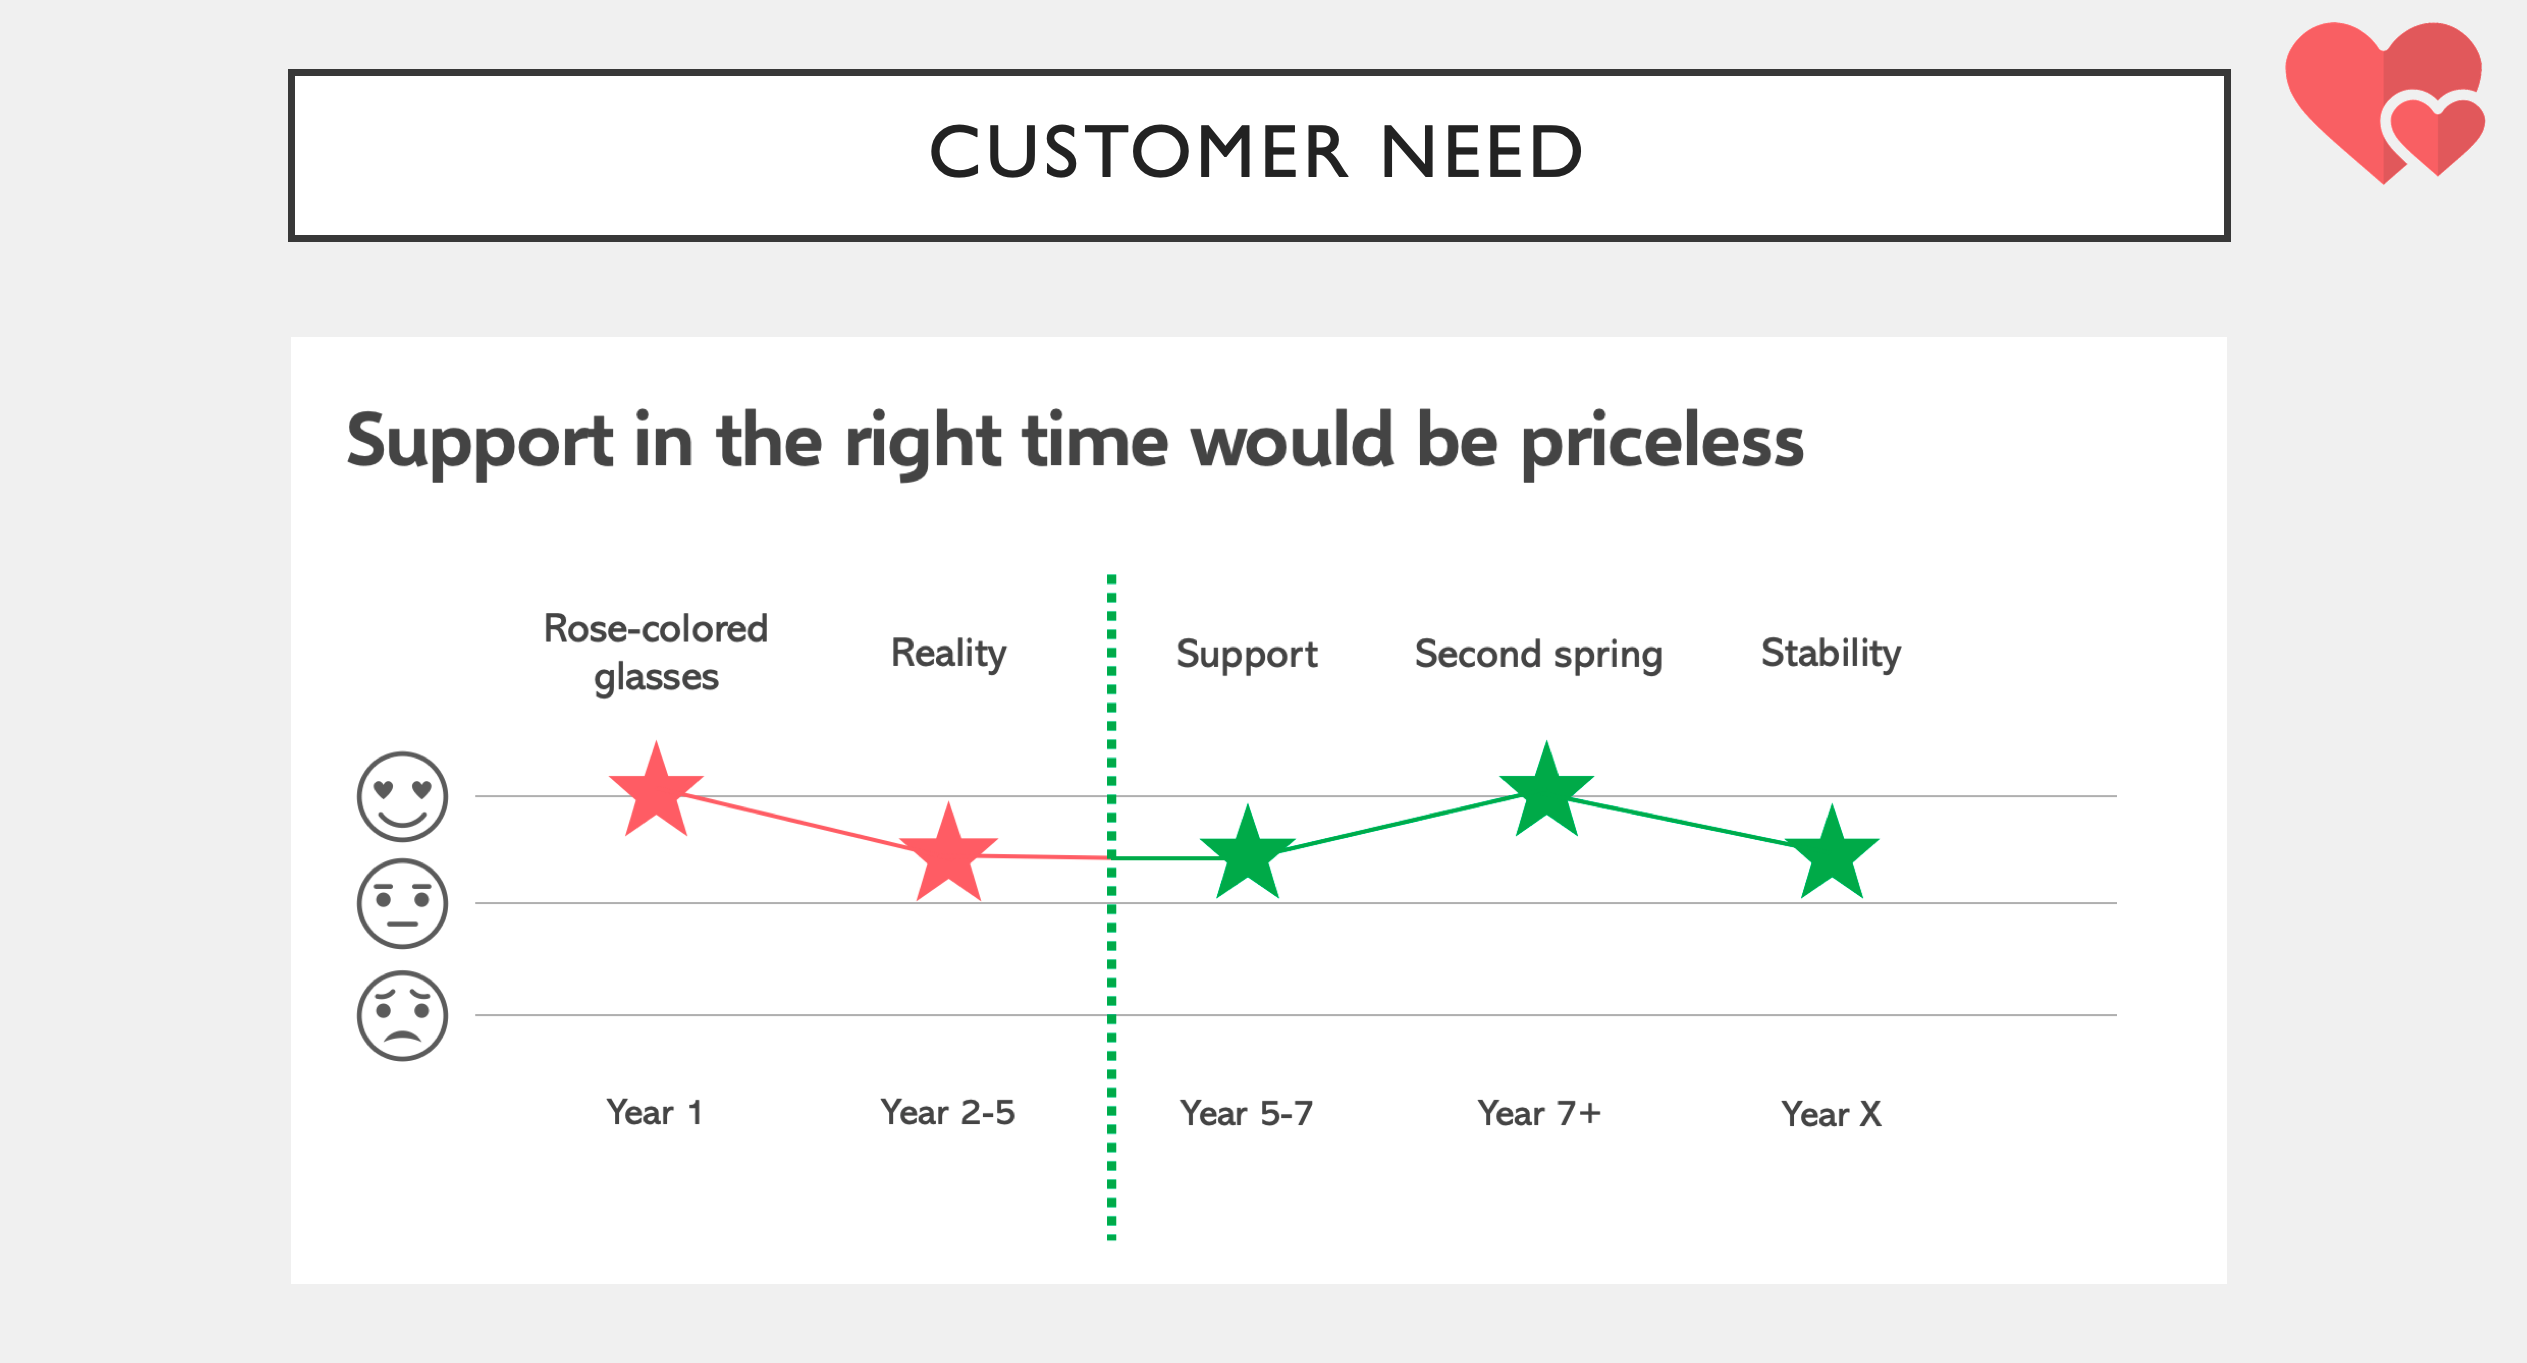 CUSTOMER NEED
Support in the right time would be priceless
Rose-colored
glasses
Reality
Support
Second spring
Stability
Year 1
Year 2-5
Year 5-7
Year 7+
Year X